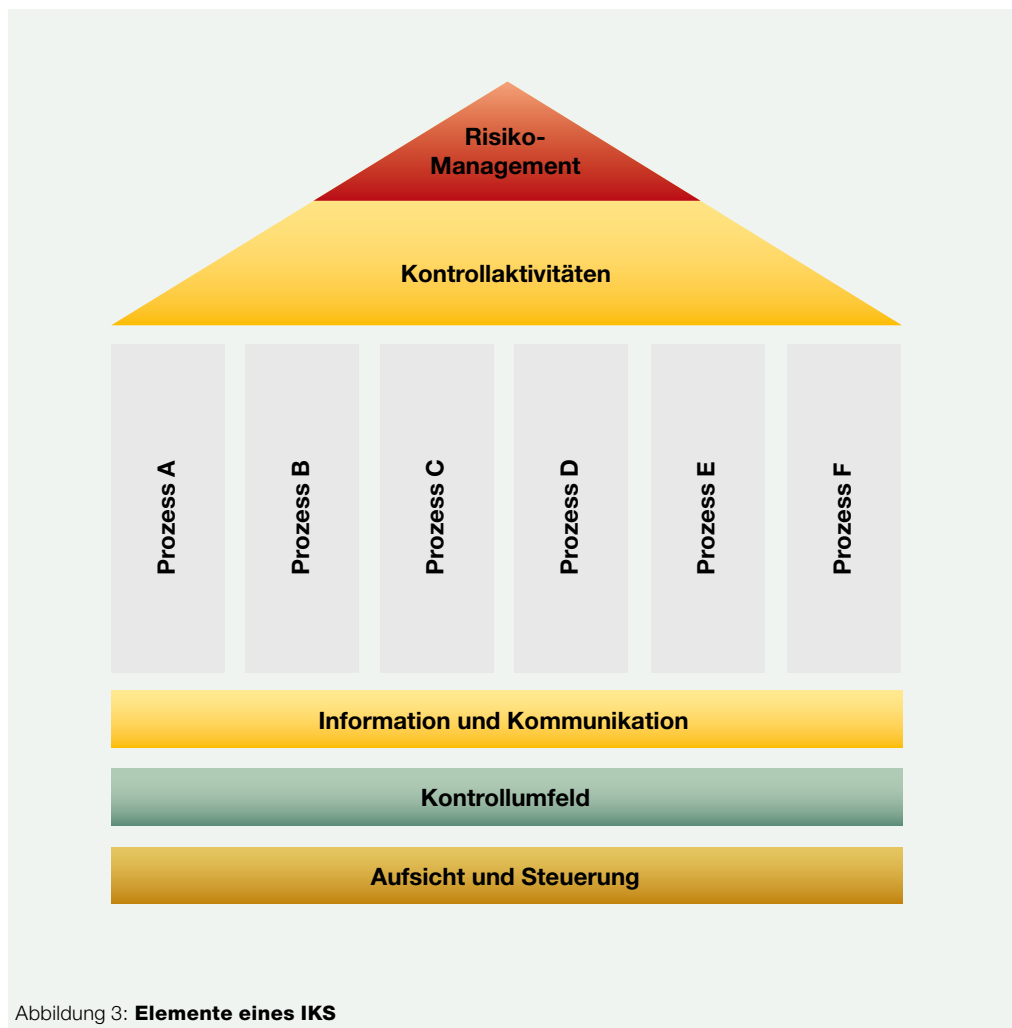 Risiko-
Management
Kontrollaktivitäten
Prozess A
Prozess B
Prozess C
Prozess D
Prozess E
Prozess F
Information und Kommunikation
Kontrollumfeld
Aufsicht und Steuerung
Abbildung 3: Elemente eines IKS